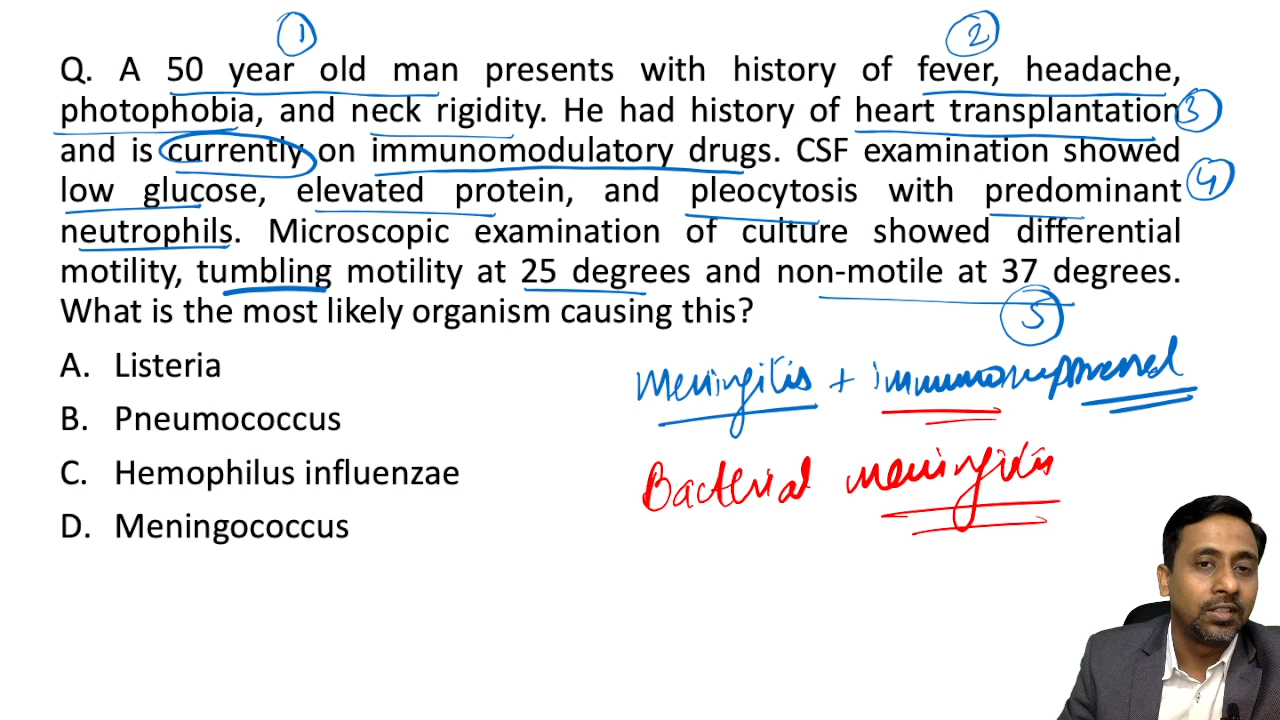 1 2
Q. A 50 year old man presents with history of fever, headache,
photophobia, and neck rigidity. He had history of heart transplantation 3
and is currently on immunomodulatory drugs. CSF examination showed
low glucose, elevated protein, and pleocytosis with predominant 4
neutrophils. Microscopic examination of culture showed differential
motility, tumbling motility at 25 degrees and non-motile at 37 degrees.
What is the most likely organism causing this? 5
A. Listeria
Meningitis + immunosuppressed
B. Pneumococcus
C. Hemophilus influenzae
Bacterial meningitis
D. Meningococcus